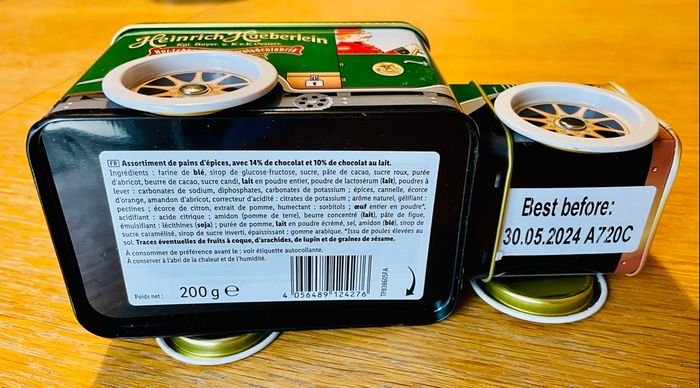 Heinrich Haeberlein
Kgl. Bayer. u. K.u.K. Oesterr.
FR Assortiment de pains d'épices, avec 14% de chocolat et 10% de chocolat au lait.
Ingrédients : farine de blé, sirop de glucose-fructose, sucre, pâte de cacao, sucre roux, purée
d'abricot, beurre de cacao, sucre candi, lait en poudre entier, poudre de lactosérum (lait), poudres à
lever : carbonates de sodium, diphosphates, carbonates de potassium ; épices, cannelle, écorce
d'orange, amandon d'abricot, correcteur d'acidité : citrates de potassium ; arôme naturel, gélifiant :
pectines ; écorce de citron, extrait de pomme, humectant : sorbitols ; œuf entier en poudre*,
acidifiant : acide citrique ; amidon (pomme de terre), beurre concentré (lait), pâte de figue,
émulsifiant : lécithines (soja) ; purée de pomme, lait en poudre écrémé, sel, amidon (blé), sirop de
sucre caramélisé, sirop de sucre inverti, épaississant : gomme arabique. *Issu de poules élevées au
sol. Traces éventuelles de fruits à coque, d'arachides, de lupin et de graines de sésame.
À consommer de préférence avant le : voir étiquette autocollante.
À conserver à l'abri de la chaleur et de l'humidité.
Poids net : 200 g e
4 056489 124276
TP838605FA
Best before:
30.05.2024 A720C